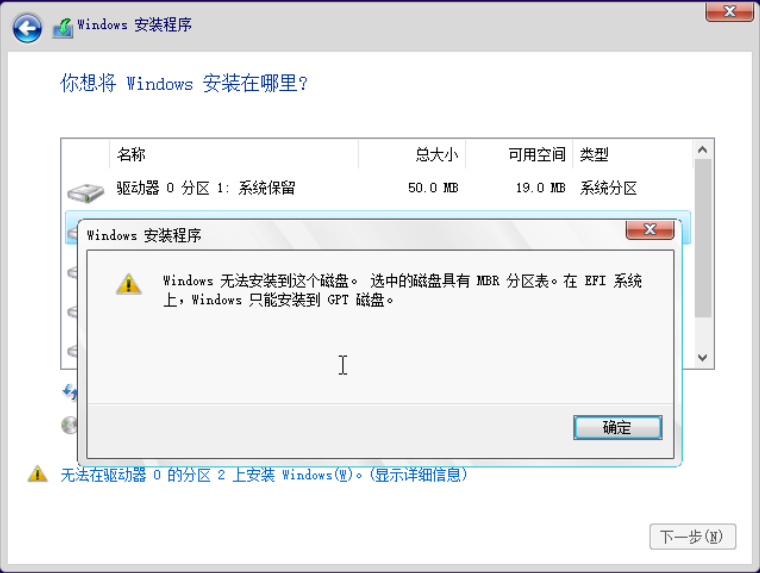 Windows 安装程序
你想将 Windows 安装在哪里?
名称 总大小 可用空间 类型
驱动器 0 分区 1: 系统保留 50.0 MB 19.0 MB 系统分区
Windows 安装程序
Windows 无法安装到这个磁盘。 选中的磁盘具有 MBR 分区表。在 EFI 系统
上，Windows 只能安装到 GPT 磁盘。
确定
无法在驱动器 0 的分区 2 上安装 Windows(W)。(显示详细信息)
下一步(N)